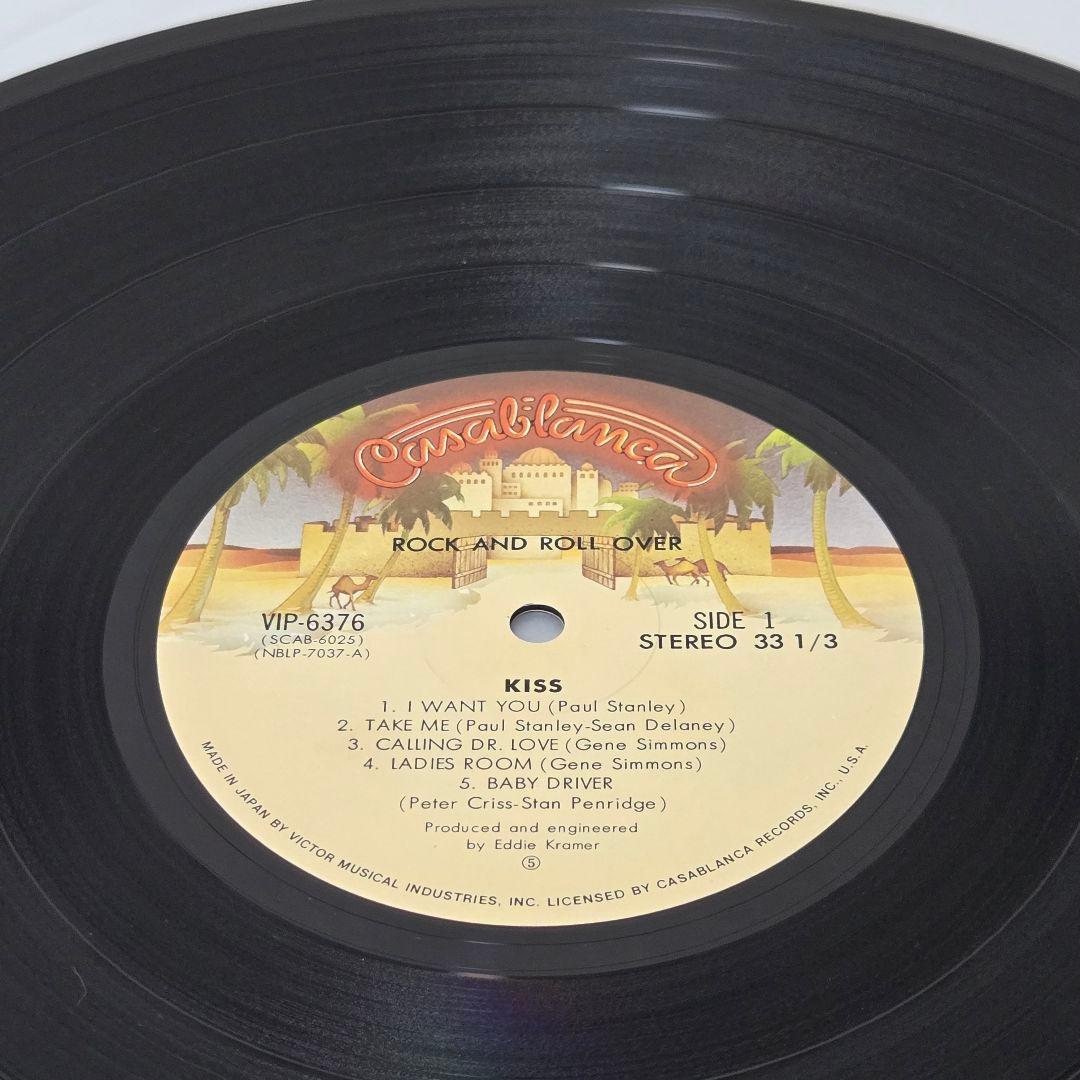 Casablanca
ROCK AND ROLL OVER
VIP-6376
(SCAB-6025)
(NBLP-7037-A)
SIDE 1
STEREO 33 1/3
KISS
1. I WANT YOU (Paul Stanley)
2. TAKE ME (Paul Stanley-Sean Delaney)
3. CALLING DR. LOVE (Gene Simmons)
4. LADIES ROOM (Gene Simmons)
5. BABY DRIVER
(Peter Criss-Stan Penridge)
Produced and engineered
by Eddie Kramer
⑤
MADE IN JAPAN BY VICTOR MUSICAL INDUSTRIES, INC. LICENSED BY CASABLANCA RECORDS, INC., U.S.A.